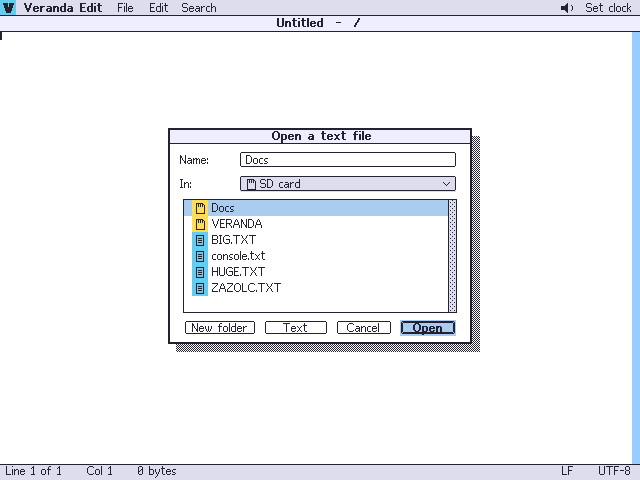 Veranda Edit File Edit Search Set clock
Untitled - /
Open a text file
Name: Docs
In: SD card
Docs
VERANDA
BIG.TXT
console.txt
HUGE.TXT
ZAZOLC.TXT
New folder Text Cancel Open
Line 1 of 1 Col 1 0 bytes LF UTF-8